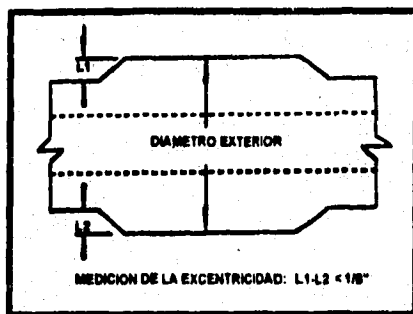 L1
DIAMETRO EXTERIOR
L2
MEDICION DE LA EXCENTRICIDAD: L1-L2 < 1/8"